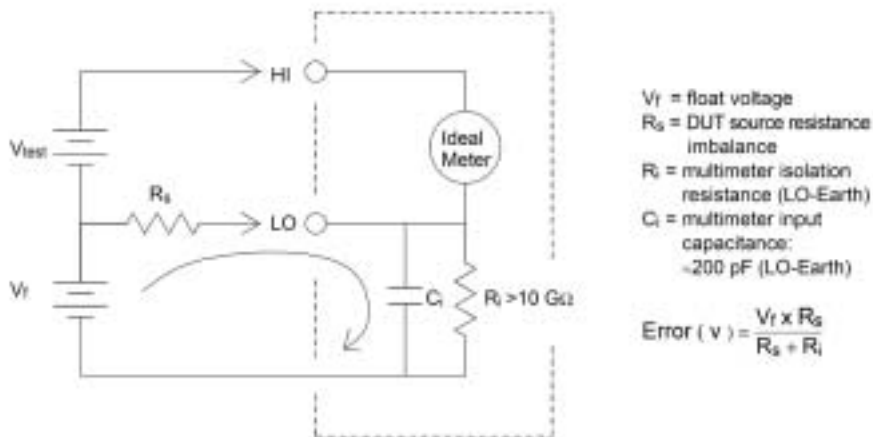 HI
Ideal
Meter
Vtest
Rs
LO
Vf
Ci
Ri >10 GΩ
Vf = float voltage
Rs = DUT source resistance
imbalance
Ri = multimeter isolation
resistance (LO-Earth)
Ci = multimeter input
capacitance:
~200 pF (LO-Earth)
Error ( v ) = Vf x Rs
Rs + Ri